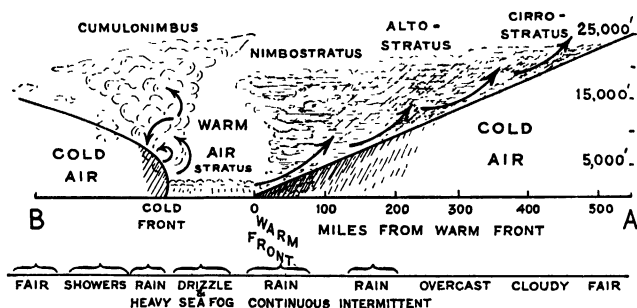 CUMULONIMBUS
NIMBOSTRATUS
ALTO-
STRATUS
CIRRO-
STRATUS
25,000'
15,000'
5,000'
COLD
AIR
WARM
AIR
STRATUS
COLD
AIR
B
COLD
FRONT
0
WARM
FRONT
100 200 300 400 500
MILES FROM WARM FRONT
A
FAIR SHOWERS RAIN DRIZZLE RAIN RAIN OVERCAST CLOUDY FAIR
HEAVY & SEA FOG CONTINUOUS INTERMITTENT